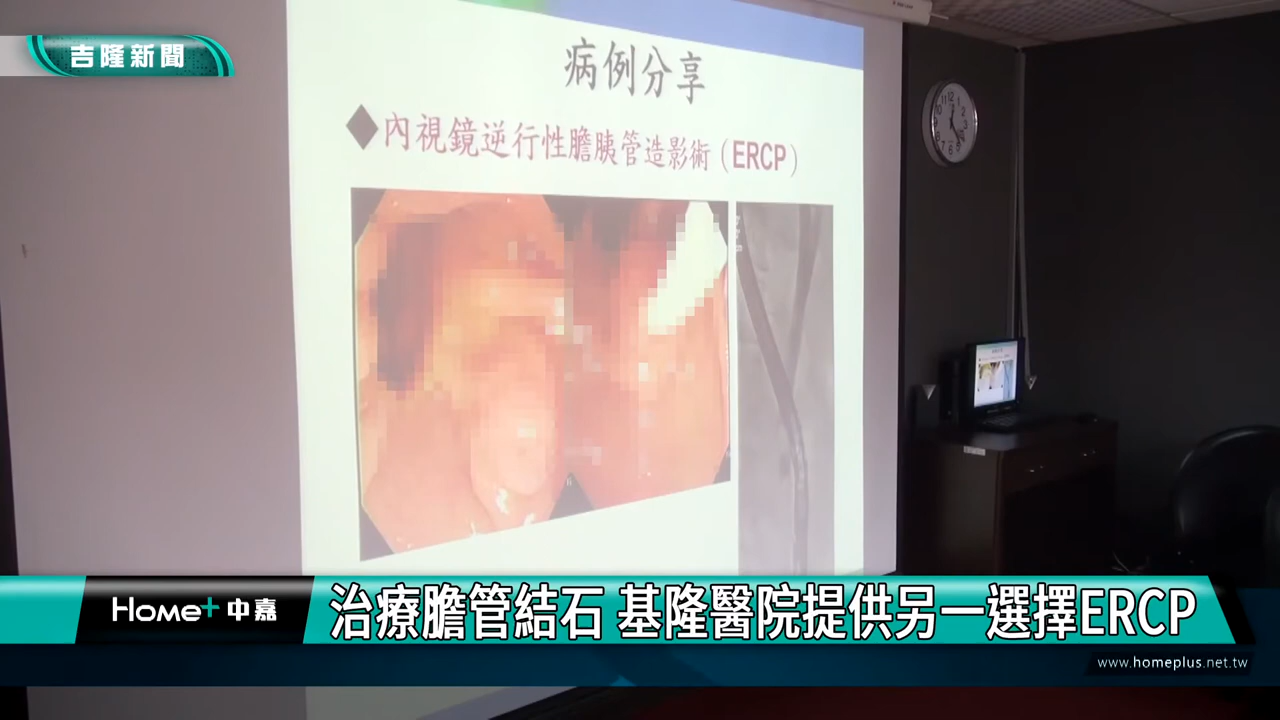 吉隆新聞
病例分享
◆內視鏡逆行性膽胰管造影術(ERCP)
Home+中嘉
治療膽管結石 基隆醫院提供另一選擇ERCP
www.homeplus.net.tw